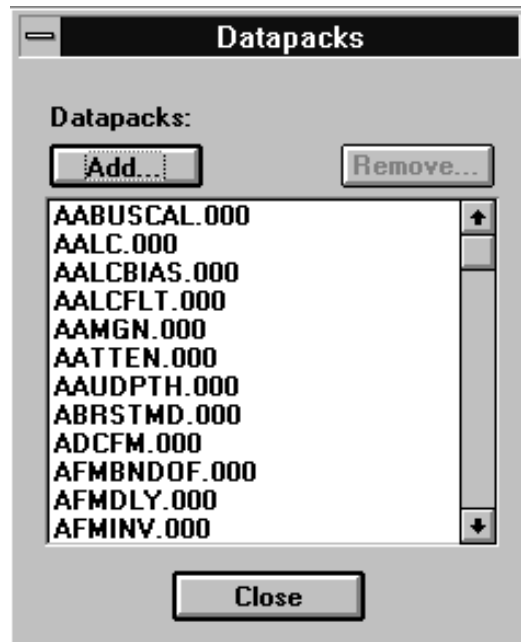 Datapacks
Datapacks:
Add... Remove...
AABUSCAL.000
AALC.000
AALCBIAS.000
AALCFLT.000
AAMGN.000
AATTEN.000
AAUDPTH.000
ABRSTMD.000
ADCFM.000
AFMBNDOF.000
AFMDLY.000
AFMINV.000
Close